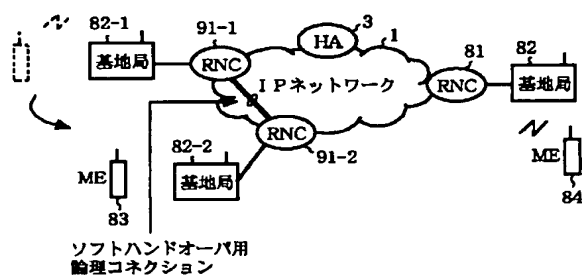 82-1
91-1
3
1
HA
81
82
基地局
RNC
RNC
基地局
IPネットワーク
RNC
82-2
91-2
ME
基地局
ME
83
84
ソフトハンドオーバ用
論理コネクション